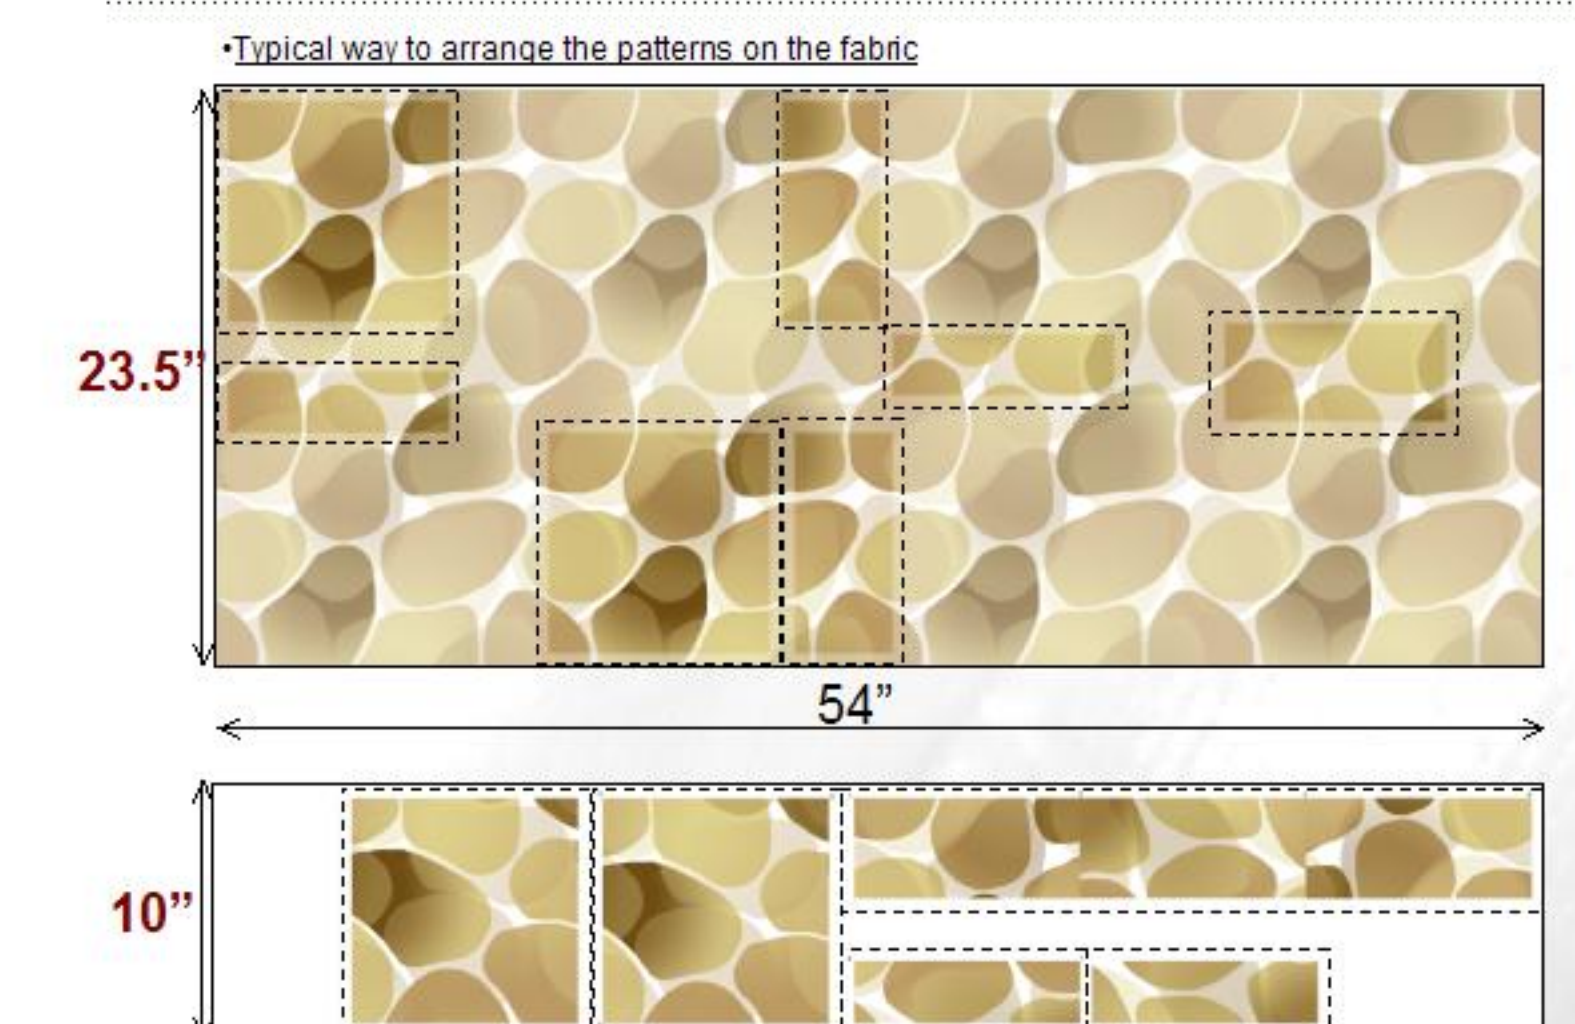 •Typical way to arrange the patterns on the fabric
23.5”
54”
10”